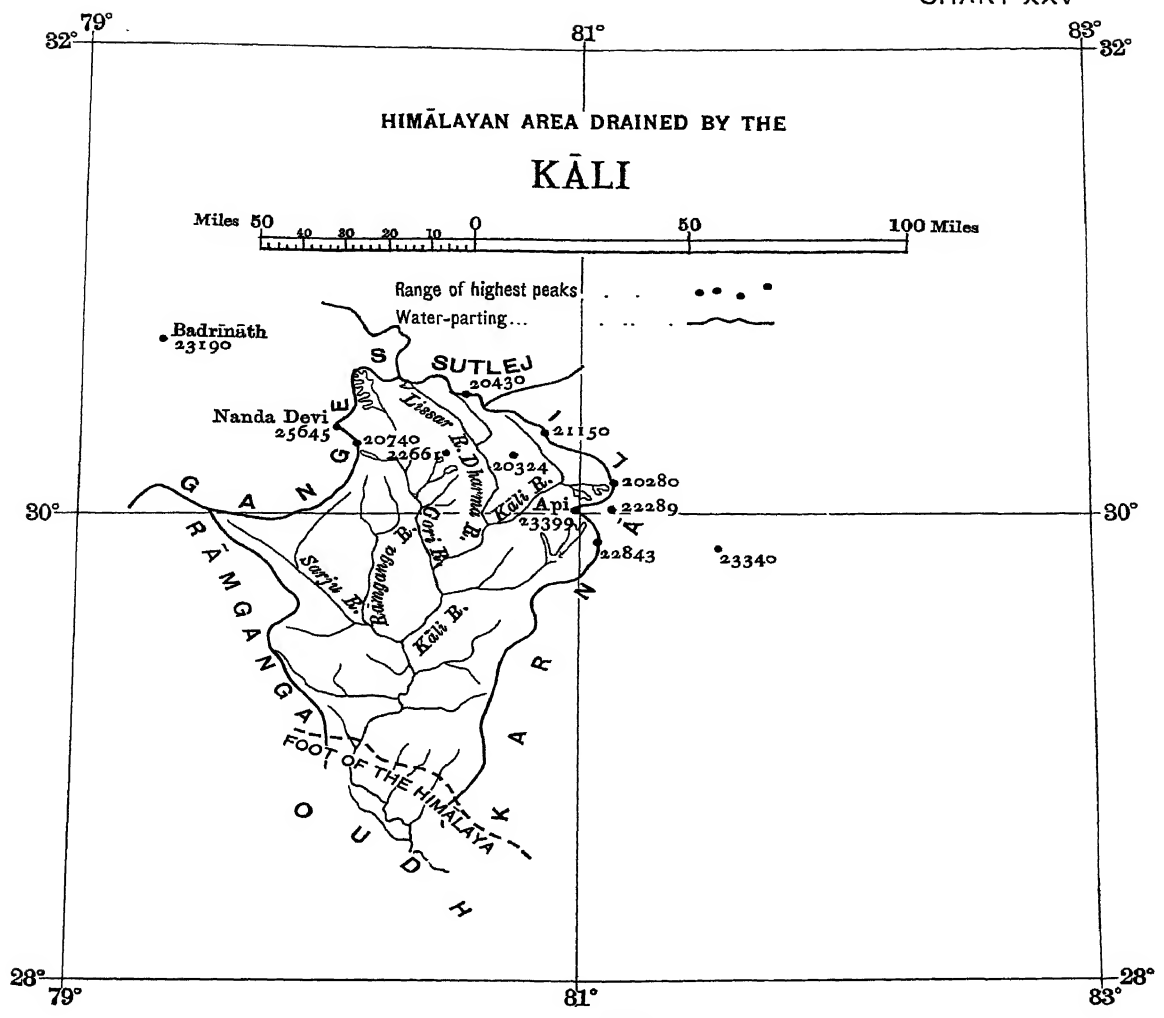 CHART XXV
79° 81° 83°
32° 32°
HIMĀLAYAN AREA DRAINED BY THE
KĀLI
Miles 50 40 30 20 10 0 50 100 Miles
Range of highest peaks
Water-parting...
Badrīnāth
23190
SUTLEJ
20430
Lissar R.
Nanda Devi
25645
20740
22661
21150
20324
Dharma R.
Kāli R.
20280
GANGES
30° 30°
Api
23399
22289
Gori R.
22843
23340
RĀMGANGA
Sarju R.
Rāmganga R.
Kāli R.
KARNĀLI
FOOT OF THE HIMĀLAYA
OUDH
28° 28°
79° 81° 83°